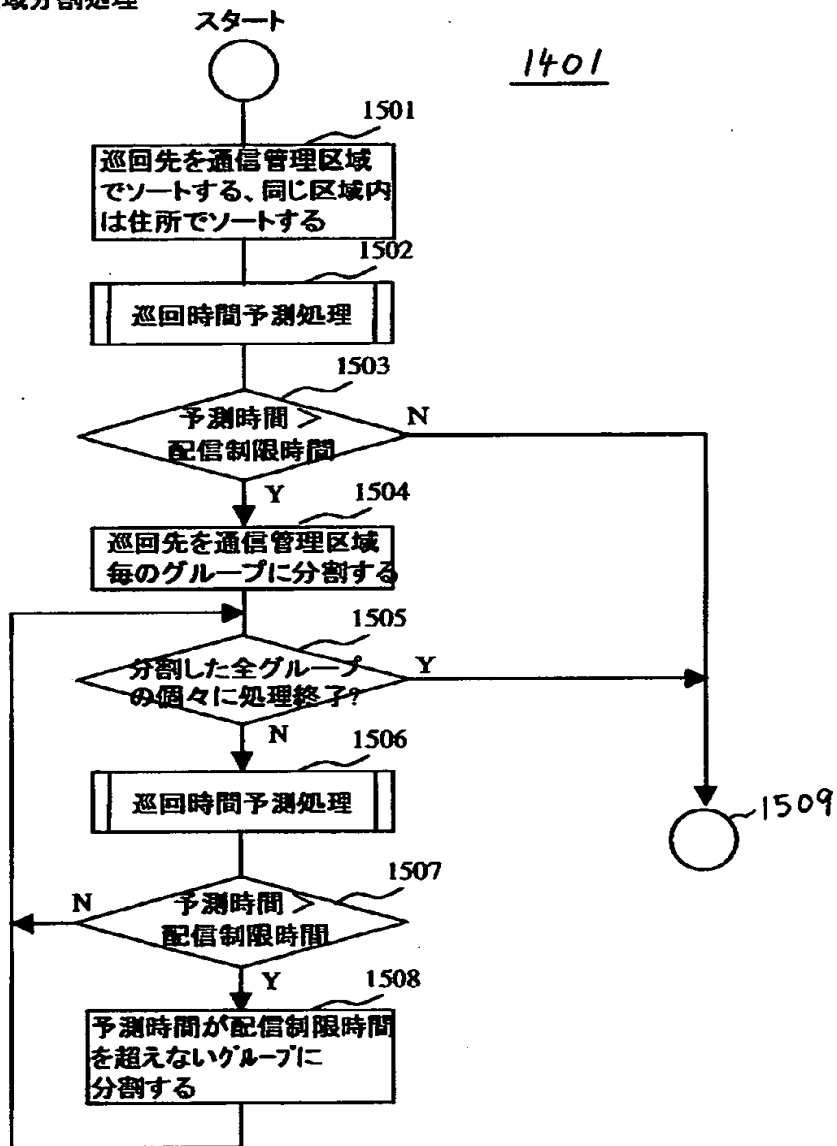 域分割処理
スタート
1401
1501
巡回先を通信管理区域
でソートする、同じ区域内
は住所でソートする
1502
巡回時間予測処理
1503
予測時間 >
配信制限時間
N
Y
1504
巡回先を通信管理区域
毎のグループに分割する
1505
分割した全グループ
の個々に処理終了?
Y
N
1506
巡回時間予測処理
1509
1507
予測時間 >
配信制限時間
N
Y
1508
予測時間が配信制限時間
を超えないグループに
分割する